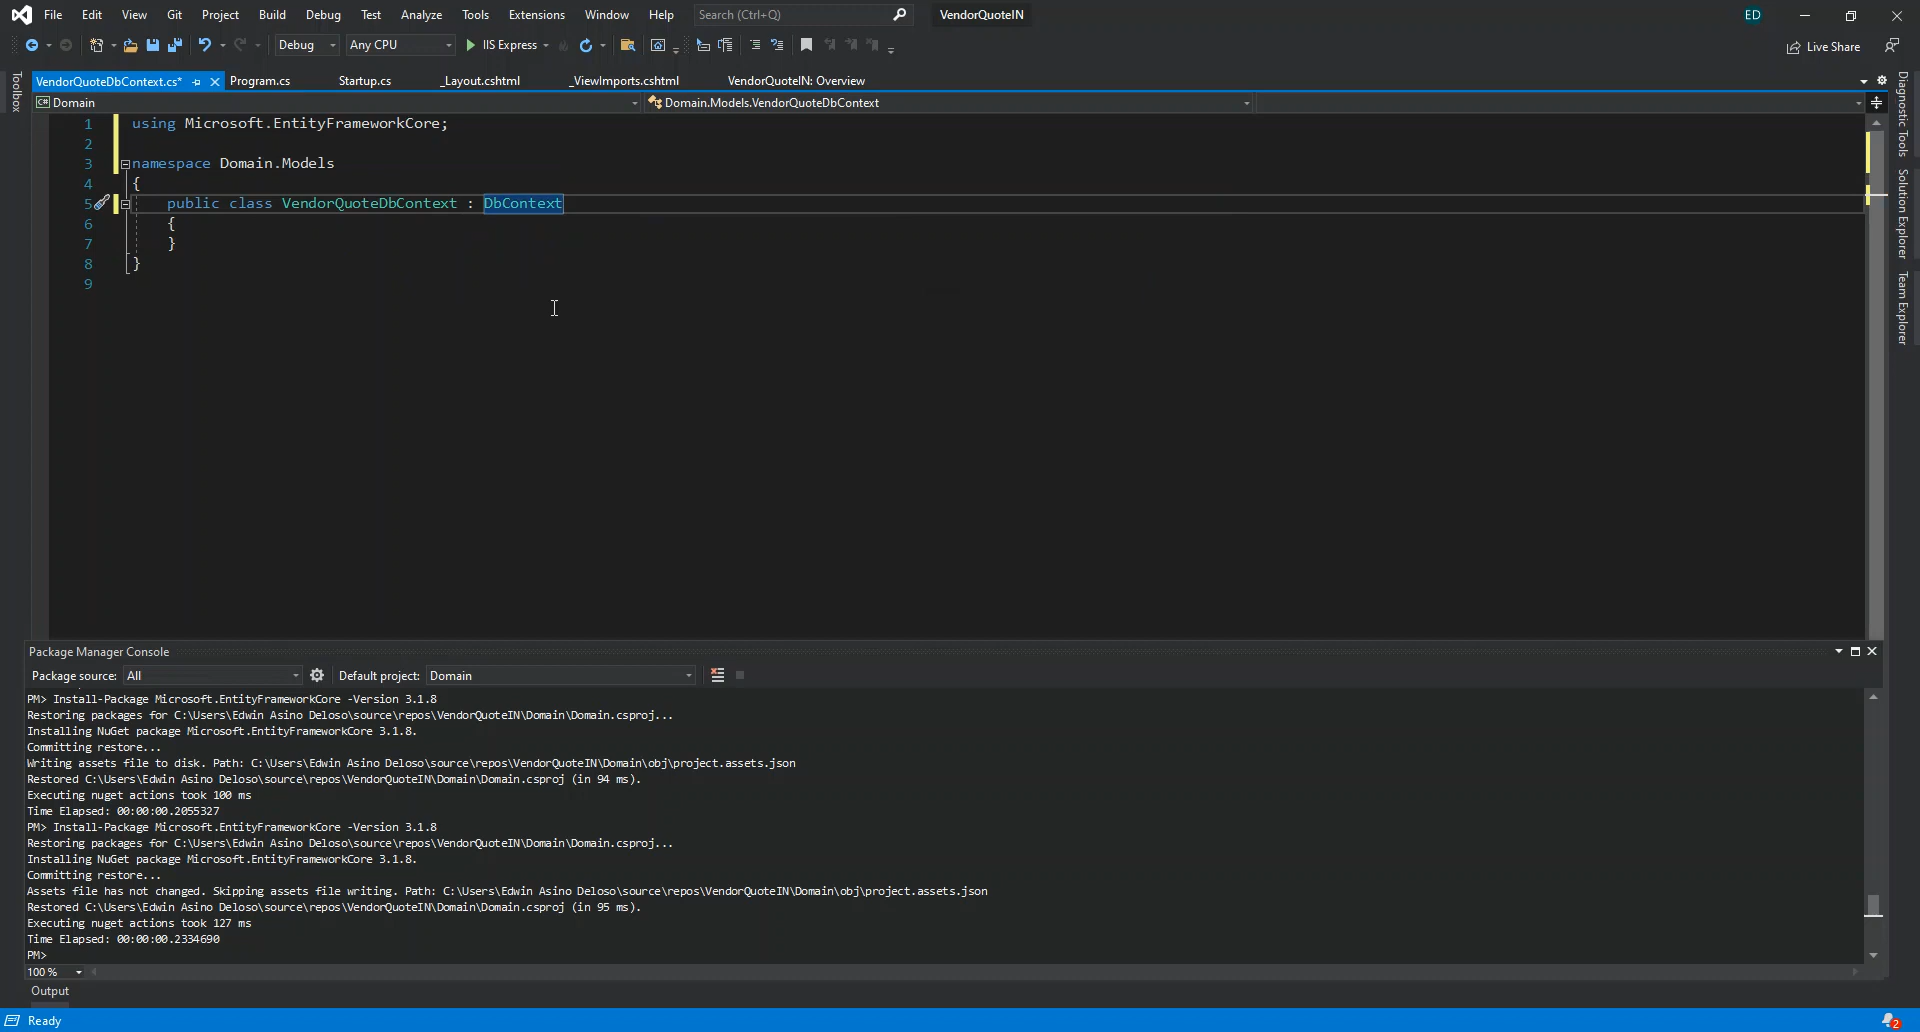 File Edit View Git Project Build Debug Test Analyze Tools Extensions Window Help Search (Ctrl+Q) VendorQuoteIN ED
Debug Any CPU IIS Express Live Share
VendorQuoteDbContext.cs* Program.cs Startup.cs _Layout.cshtml _ViewImports.cshtml VendorQuoteIN: Overview
Toolbox
Domain Domain.Models.VendorQuoteDbContext
1 using Microsoft.EntityFrameworkCore;
2
3 namespace Domain.Models
4 {
5 public class VendorQuoteDbContext : DbContext
6 {
7 }
8 }
9
Diagnostic Tools
Solution Explorer
Team Explorer
Package Manager Console
Package source: All Default project: Domain
PM> Install-Package Microsoft.EntityFrameworkCore -Version 3.1.8
Restoring packages for C:\Users\Edwin Asino Deloso\source\repos\VendorQuoteIN\Domain\Domain.csproj...
Installing NuGet package Microsoft.EntityFrameworkCore 3.1.8.
Committing restore...
Writing assets file to disk. Path: C:\Users\Edwin Asino Deloso\source\repos\VendorQuoteIN\Domain\obj\project.assets.json
Restored C:\Users\Edwin Asino Deloso\source\repos\VendorQuoteIN\Domain\Domain.csproj (in 94 ms).
Executing nuget actions took 100 ms
Time Elapsed: 00:00:00.2055327
PM> Install-Package Microsoft.EntityFrameworkCore -Version 3.1.8
Restoring packages for C:\Users\Edwin Asino Deloso\source\repos\VendorQuoteIN\Domain\Domain.csproj...
Installing NuGet package Microsoft.EntityFrameworkCore 3.1.8.
Committing restore...
Assets file has not changed. Skipping assets file writing. Path: C:\Users\Edwin Asino Deloso\source\repos\VendorQuoteIN\Domain\obj\project.assets.json
Restored C:\Users\Edwin Asino Deloso\source\repos\VendorQuoteIN\Domain\Domain.csproj (in 95 ms).
Executing nuget actions took 127 ms
Time Elapsed: 00:00:00.2334690
PM>
100 %
Output
Ready 2